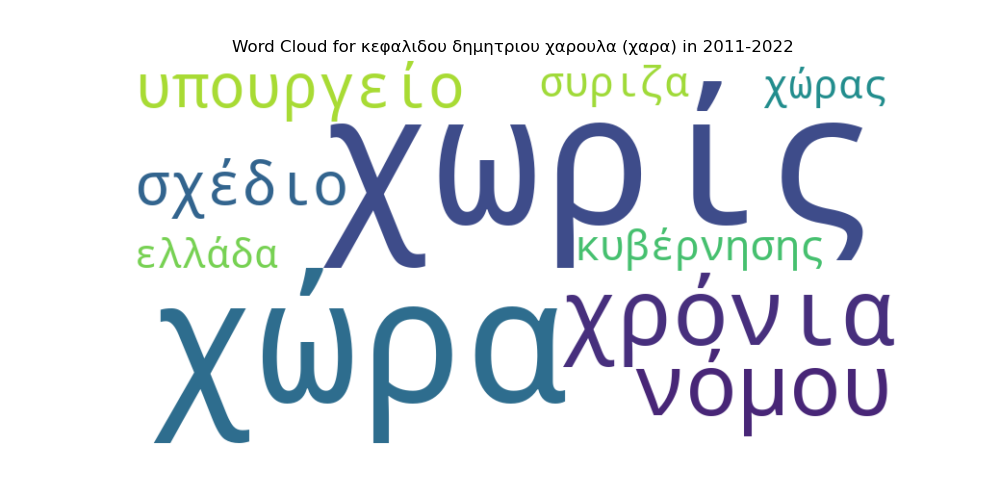 Word Cloud for κεφαλιδου δημητριου χαρουλα (χαρα) in 2011-2022
υπουργείο
συριζα
χώρας
χωρίς
σχέδιο
ελλάδα
κυβέρνησης
χώρα
χρόνια
νόμου